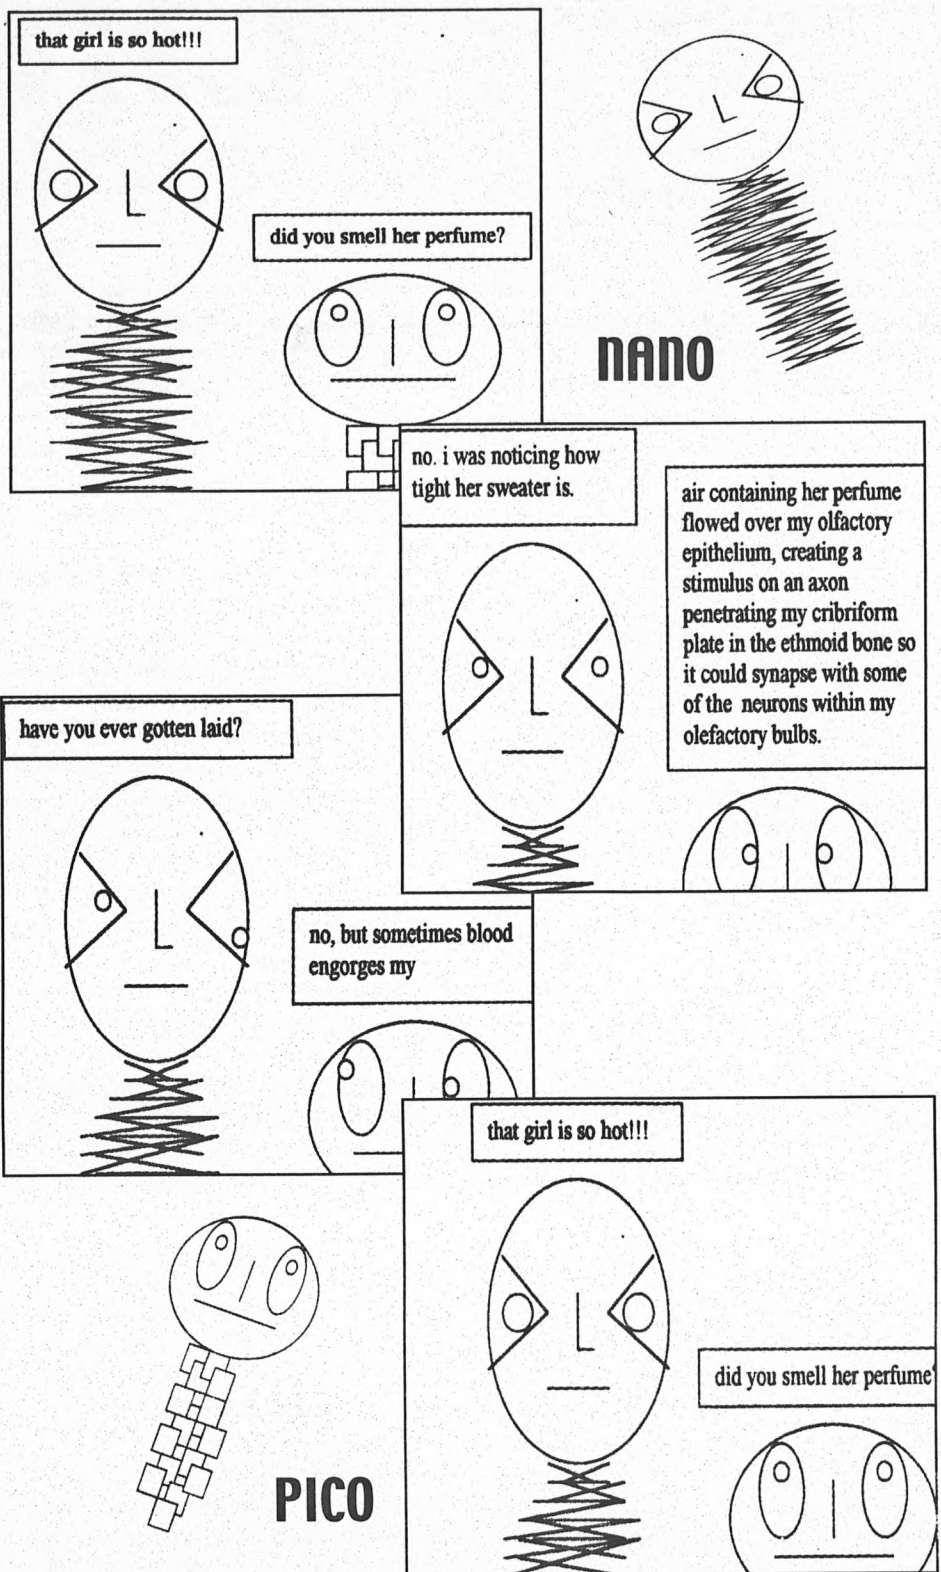 that girl is so hot!!!
did you smell her perfume?
NANO
no. i was noticing how
tight her sweater is.
air containing her perfume
flowed over my olfactory
epithelium, creating a
stimulus on an axon
penetrating my cribriform
plate in the ethmoid bone so
it could synapse with some
of the neurons within my
olefactory bulbs.
have you ever gotten laid?
no, but sometimes blood
engorges my
that girl is so hot!!!
did you smell her perfume?
PICO